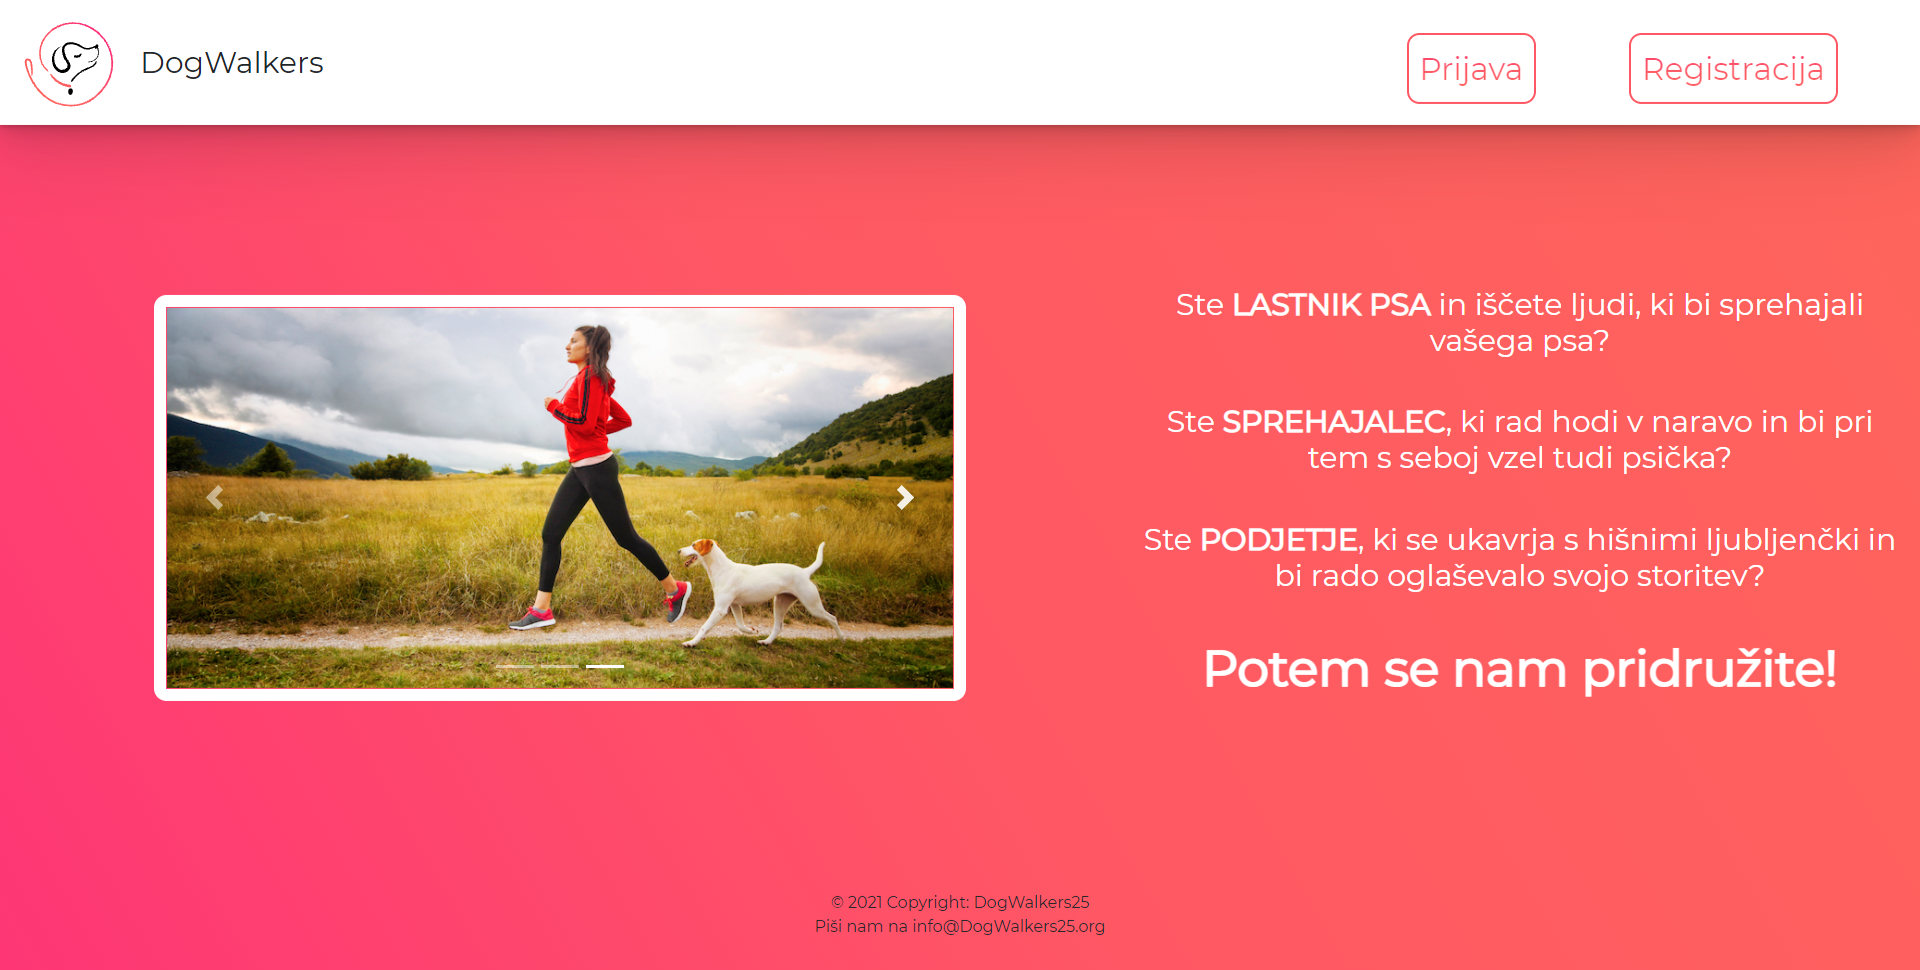 DogWalkers
Prijava
Registracija
Ste LASTNIK PSA in iščete ljudi, ki bi sprehajali
vašega psa?
Ste SPREHAJALEC, ki rad hodi v naravo in bi pri
tem s seboj vzel tudi psička?
Ste PODJETJE, ki se ukavrja s hišnimi ljubljenčki in
bi rado oglaševalo svojo storitev?
Potem se nam pridružite!
© 2021 Copyright: DogWalkers25
Piši nam na info@DogWalkers25.org